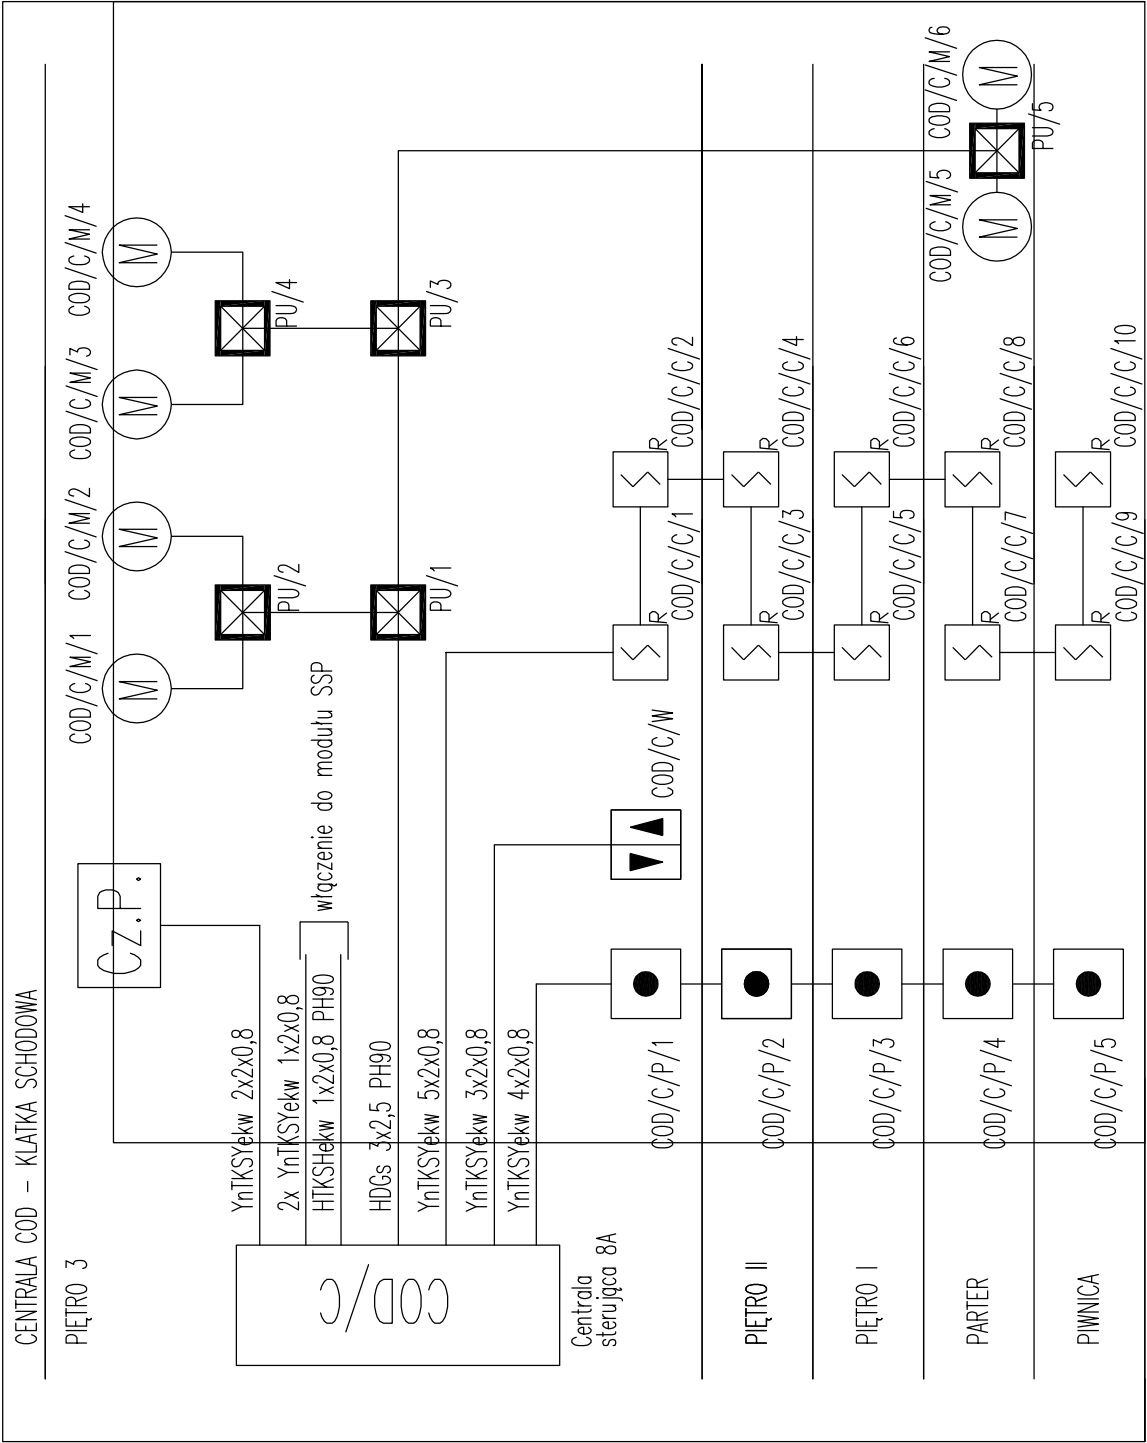 CENTRALA COD - KLATKA SCHODOWA
PIĘTRO 3
Cz.P.
COD/C/M/1
COD/C/M/2
COD/C/M/3
COD/C/M/4
M
M
M
M
PU/2
PU/4
PU/1
PU/3
YnTKSYekw 2x2x0,8
2x YnTKSYekw 1x2x0,8
HTKSHekw 1x2x0,8 PH90
włączenie do modułu SSP
HDGs 3x2,5 PH90
YnTKSYekw 5x2x0,8
YnTKSYekw 3x2x0,8
YnTKSYekw 4x2x0,8
COD/C
Centrala
sterująca 8A
COD/C/P/1
COD/C/W
R
COD/C/C/1
R
COD/C/C/2
PIĘTRO II
COD/C/P/2
R
COD/C/C/3
R
COD/C/C/4
PIĘTRO I
COD/C/P/3
R
COD/C/C/5
R
COD/C/C/6
PARTER
COD/C/P/4
R
COD/C/C/7
R
COD/C/C/8
COD/C/M/5
COD/C/M/6
M
M
PU/5
PIWNICA
COD/C/P/5
R
COD/C/C/9
R
COD/C/C/10